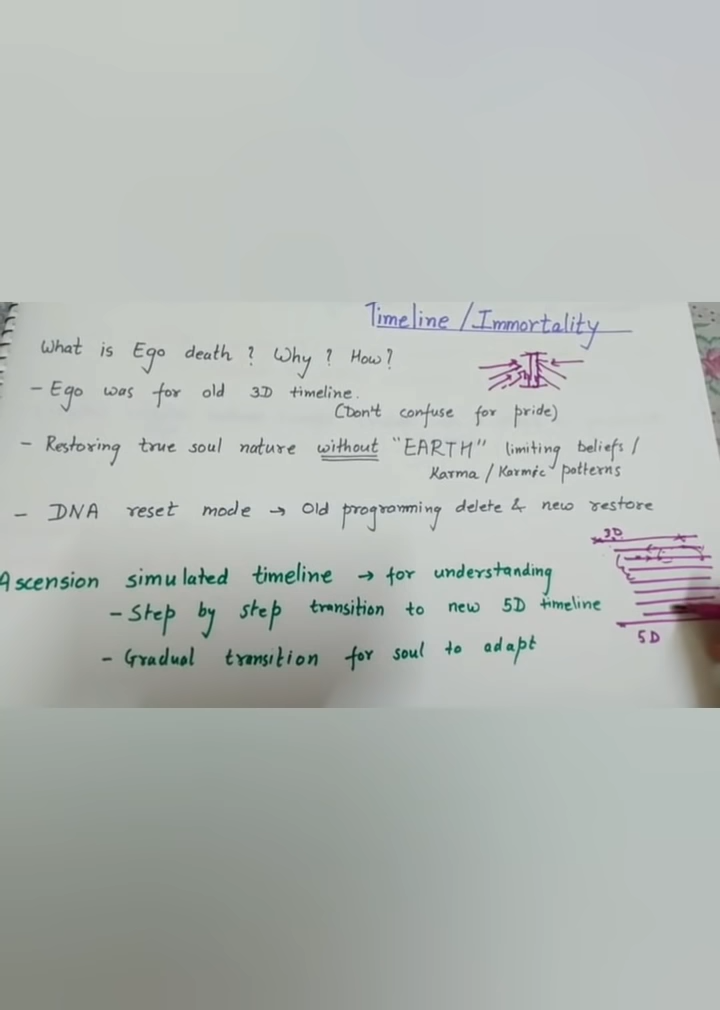 Timeline / Immortality
What is Ego death ? Why ? How ?
- Ego was for old 3D timeline.
(Don't confuse for pride)
- Restoring true soul nature without "EARTH" limiting beliefs /
Karma / Karmic patterns
- DNA reset mode → Old programming delete & new restore
3D
Ascension simulated timeline → for understanding
- Step by step transition to new 5D timeline
5D
- Gradual transition for soul to adapt